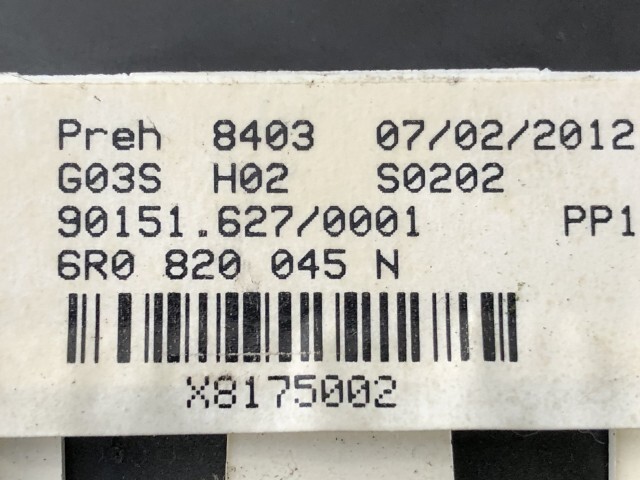 Preh 8403 07/02/2012
G03S H02 S0202
90151.627/0001 PP1
6R0 820 045 N
X8175002